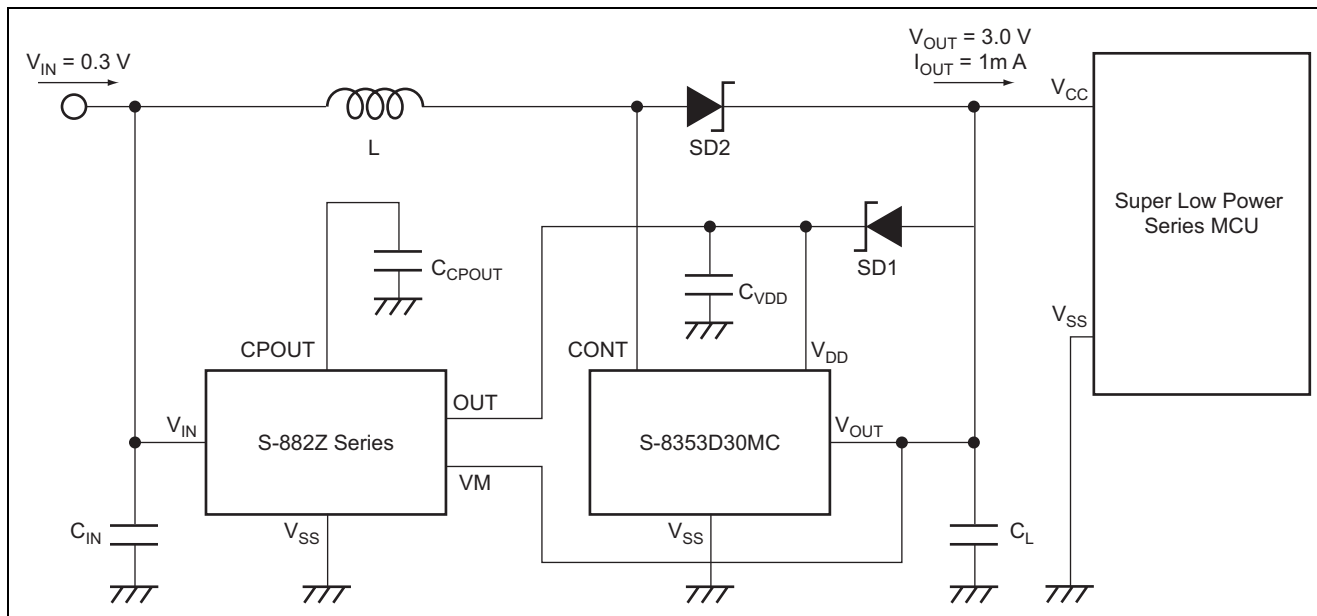 V_IN = 0.3 V
V_OUT = 3.0 V
I_OUT = 1m A
L
SD2
V_CC
Super Low Power
Series MCU
SD1
C_CPOUT
C_VDD
V_SS
CPOUT
CONT
V_DD
V_IN
S-882Z Series
OUT
VM
S-8353D30MC
V_OUT
C_IN
V_SS
V_SS
C_L